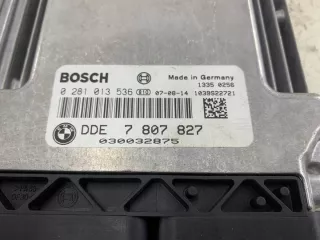 BOSCH Made in Germany
0 281 013 536 07-08-14 1335 0256
1039S22721
DDE 7 807 827
030032875